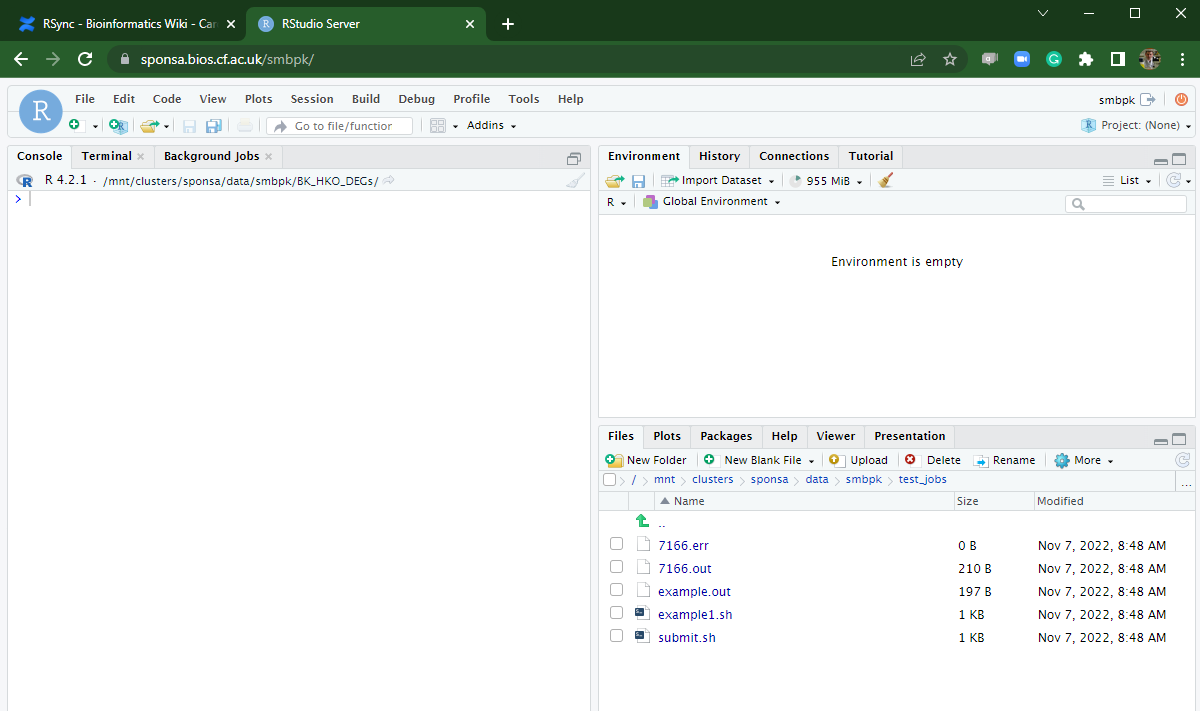 RSync - Bioinformatics Wiki - Car
RStudio Server
sponsa.bios.cf.ac.uk/smbpk/
R
File Edit Code View Plots Session Build Debug Profile Tools Help
smbpk
Go to file/function
Addins
Project: (None)
Console Terminal Background Jobs
R 4.2.1 · /mnt/clusters/sponsa/data/smbpk/BK_HKO_DEGs/
>
Environment History Connections Tutorial
Import Dataset 955 MiB List
R Global Environment
Environment is empty
Files Plots Packages Help Viewer Presentation
New Folder New Blank File Upload Delete Rename More
/ mnt clusters sponsa data smbpk test_jobs ...
Name Size Modified
..
7166.err 0 B Nov 7, 2022, 8:48 AM
7166.out 210 B Nov 7, 2022, 8:48 AM
example.out 197 B Nov 7, 2022, 8:48 AM
example1.sh 1 KB Nov 7, 2022, 8:48 AM
submit.sh 1 KB Nov 7, 2022, 8:48 AM